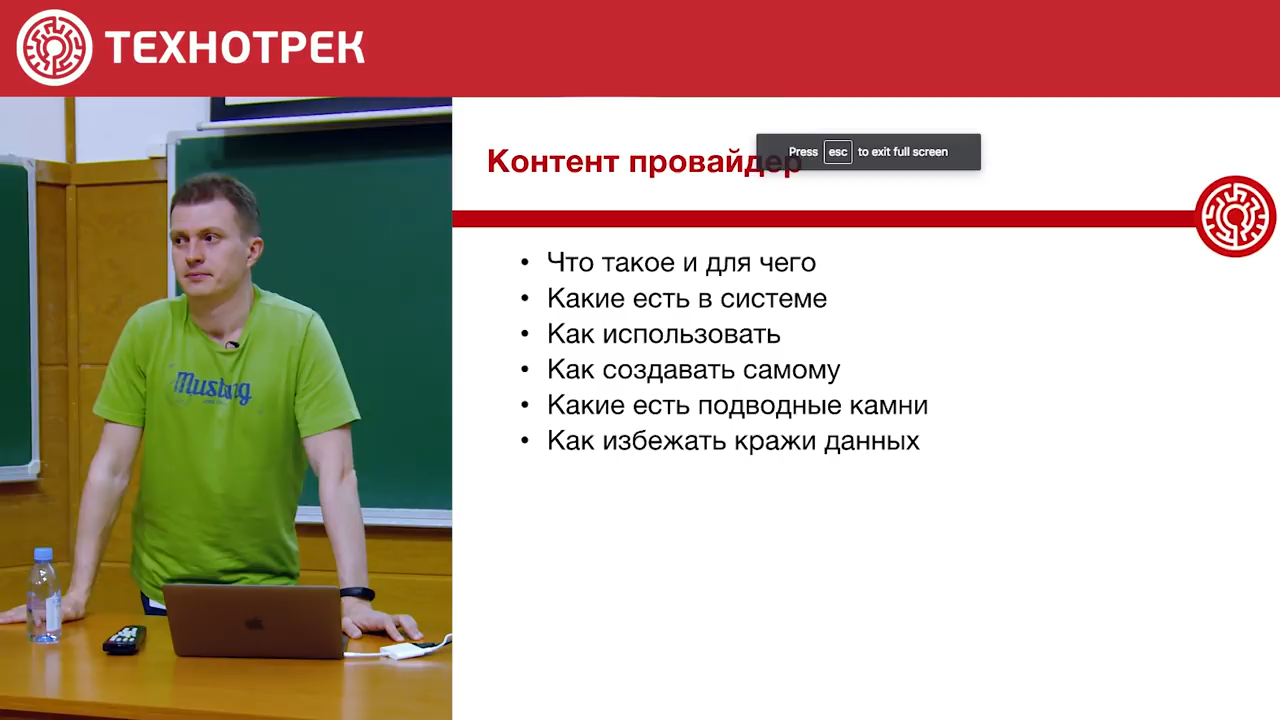 ТЕХНОТРЕК
Press esc to exit full screen
Контент провайдер
• Что такое и для чего
• Какие есть в системе
• Как использовать
• Как создавать самому
• Какие есть подводные камни
• Как избежать кражи данных
Mustang